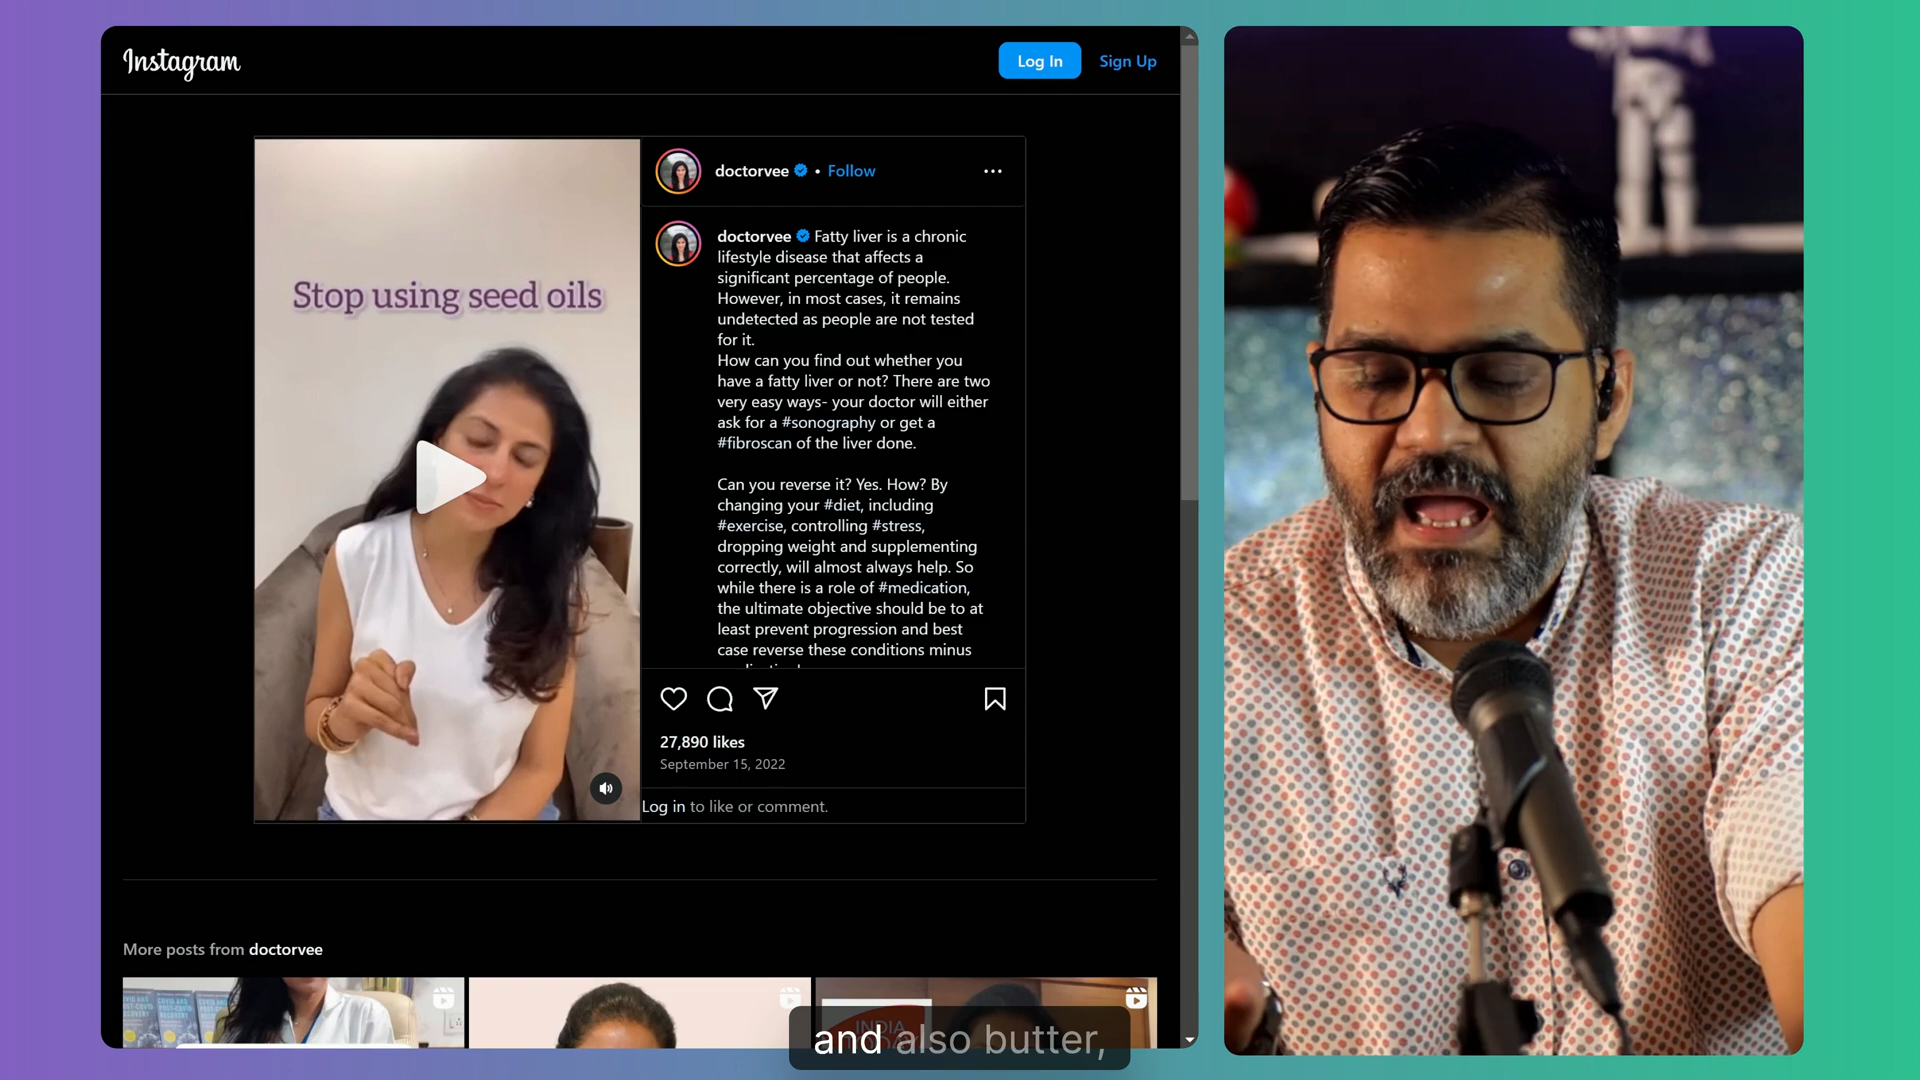 Instagram
Log In
Sign Up
Stop using seed oils
doctorvee • Follow
doctorvee Fatty liver is a chronic
lifestyle disease that affects a
significant percentage of people.
However, in most cases, it remains
undetected as people are not tested
for it.
How can you find out whether you
have a fatty liver or not? There are two
very easy ways- your doctor will either
ask for a #sonography or get a
#fibroscan of the liver done.
Can you reverse it? Yes. How? By
changing your #diet, including
#exercise, controlling #stress,
dropping weight and supplementing
correctly, will almost always help. So
while there is a role of #medication,
the ultimate objective should be to at
least prevent progression and best
case reverse these conditions minus
27,890 likes
September 15, 2022
Log in to like or comment.
More posts from doctorvee
COVID AND
POST-COVID
RECOVERY
INDIA
and also butter,